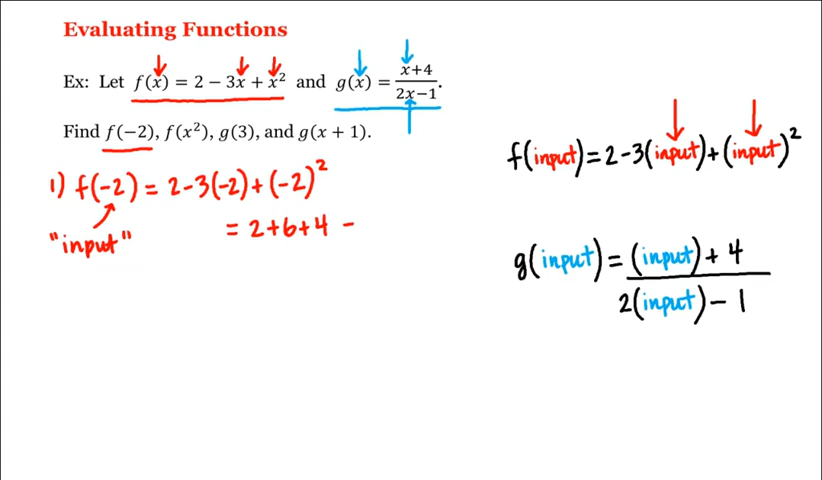 Evaluating Functions
Ex: Let f(x) = 2 − 3x + x² and g(x) = (x+4)/(2x−1).
Find f(−2), f(x²), g(3), and g(x + 1).
f(input) = 2-3(input)+(input)²
1) f(-2) = 2-3(-2)+(-2)²
"input"
= 2+6+4 -
g(input) = (input) + 4
2(input) - 1